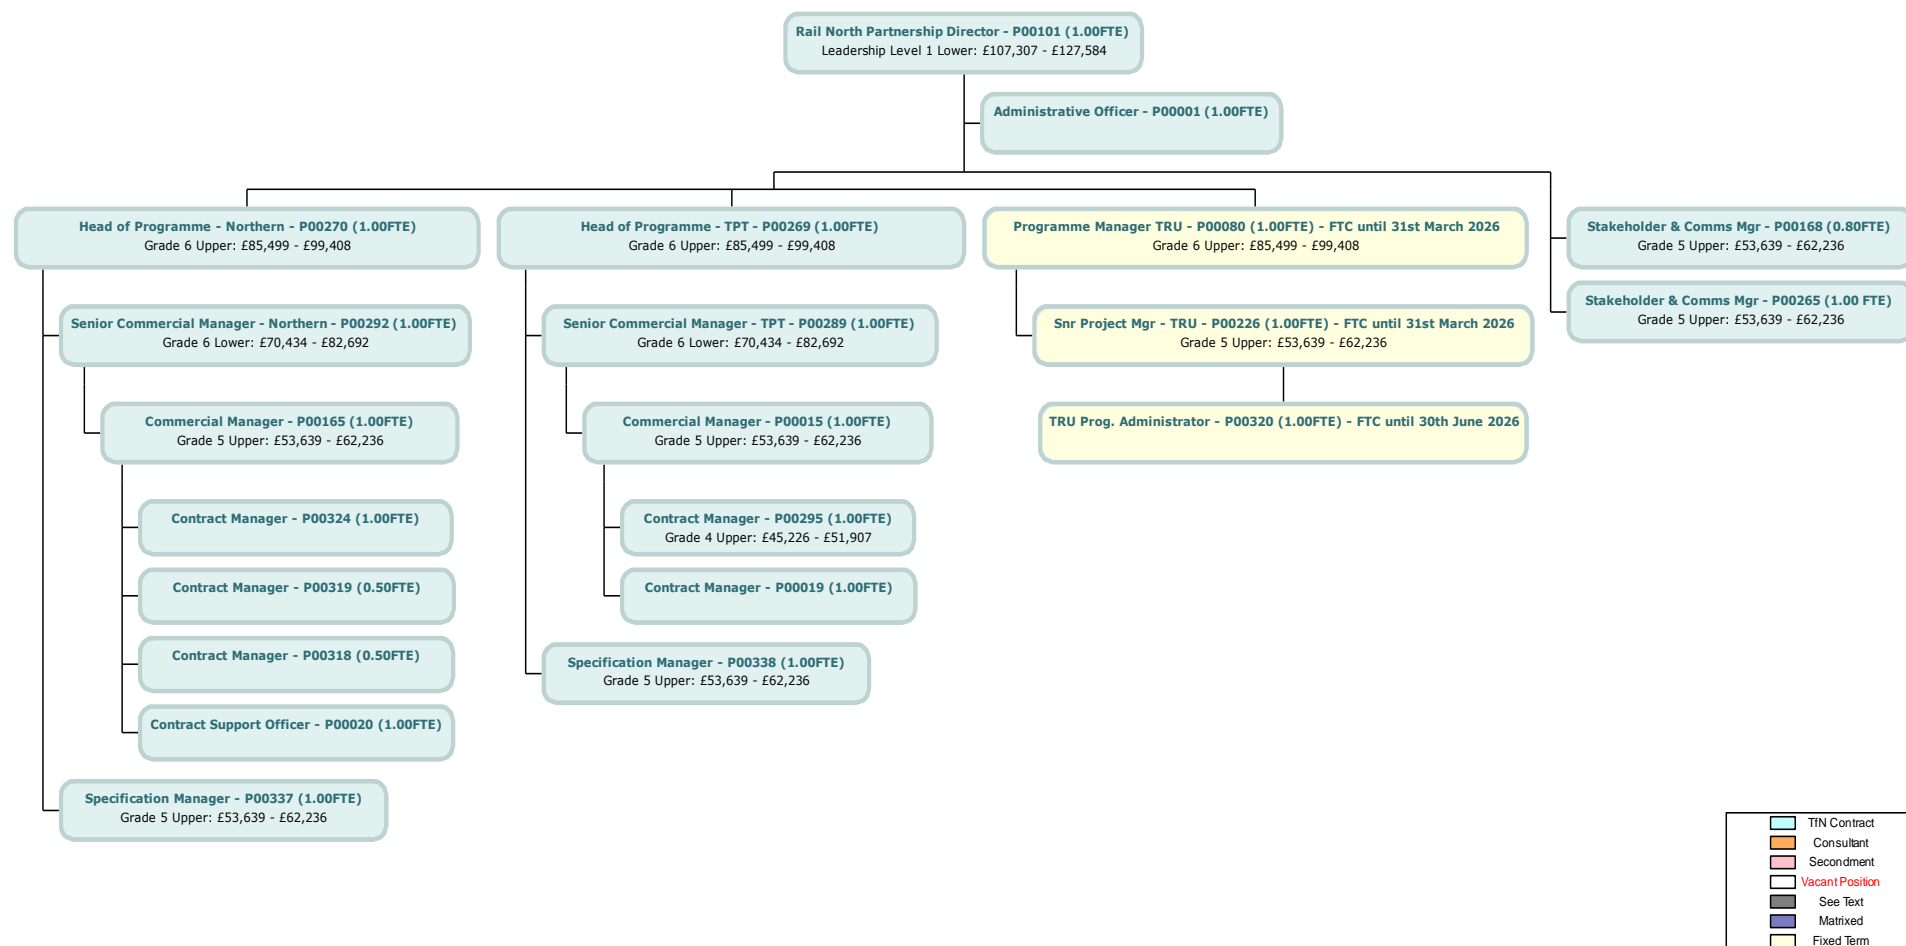 Rail North Partnership Director - P00101 (1.00FTE)
Leadership Level 1 Lower: £107,307 - £127,584
Administrative Officer - P00001 (1.00FTE)
Head of Programme - Northern - P00270 (1.00FTE)
Grade 6 Upper: £85,499 - £99,408
Head of Programme - TPT - P00269 (1.00FTE)
Grade 6 Upper: £85,499 - £99,408
Programme Manager TRU - P00080 (1.00FTE) - FTC until 31st March 2026
Grade 6 Upper: £85,499 - £99,408
Stakeholder & Comms Mgr - P00168 (0.80FTE)
Grade 5 Upper: £53,639 - £62,236
Stakeholder & Comms Mgr - P00265 (1.00 FTE)
Grade 5 Upper: £53,639 - £62,236
Senior Commercial Manager - Northern - P00292 (1.00FTE)
Grade 6 Lower: £70,434 - £82,692
Senior Commercial Manager - TPT - P00289 (1.00FTE)
Grade 6 Lower: £70,434 - £82,692
Snr Project Mgr - TRU - P00226 (1.00FTE) - FTC until 31st March 2026
Grade 5 Upper: £53,639 - £62,236
Commercial Manager - P00165 (1.00FTE)
Grade 5 Upper: £53,639 - £62,236
Commercial Manager - P00015 (1.00FTE)
Grade 5 Upper: £53,639 - £62,236
TRU Prog. Administrator - P00320 (1.00FTE) - FTC until 30th June 2026
Contract Manager - P00324 (1.00FTE)
Contract Manager - P00295 (1.00FTE)
Grade 4 Upper: £45,226 - £51,907
Contract Manager - P00319 (0.50FTE)
Contract Manager - P00019 (1.00FTE)
Contract Manager - P00318 (0.50FTE)
Specification Manager - P00338 (1.00FTE)
Grade 5 Upper: £53,639 - £62,236
Contract Support Officer - P00020 (1.00FTE)
Specification Manager - P00337 (1.00FTE)
Grade 5 Upper: £53,639 - £62,236
TfN Contract
Consultant
Secondment
Vacant Position
See Text
Matrixed
Fixed Term